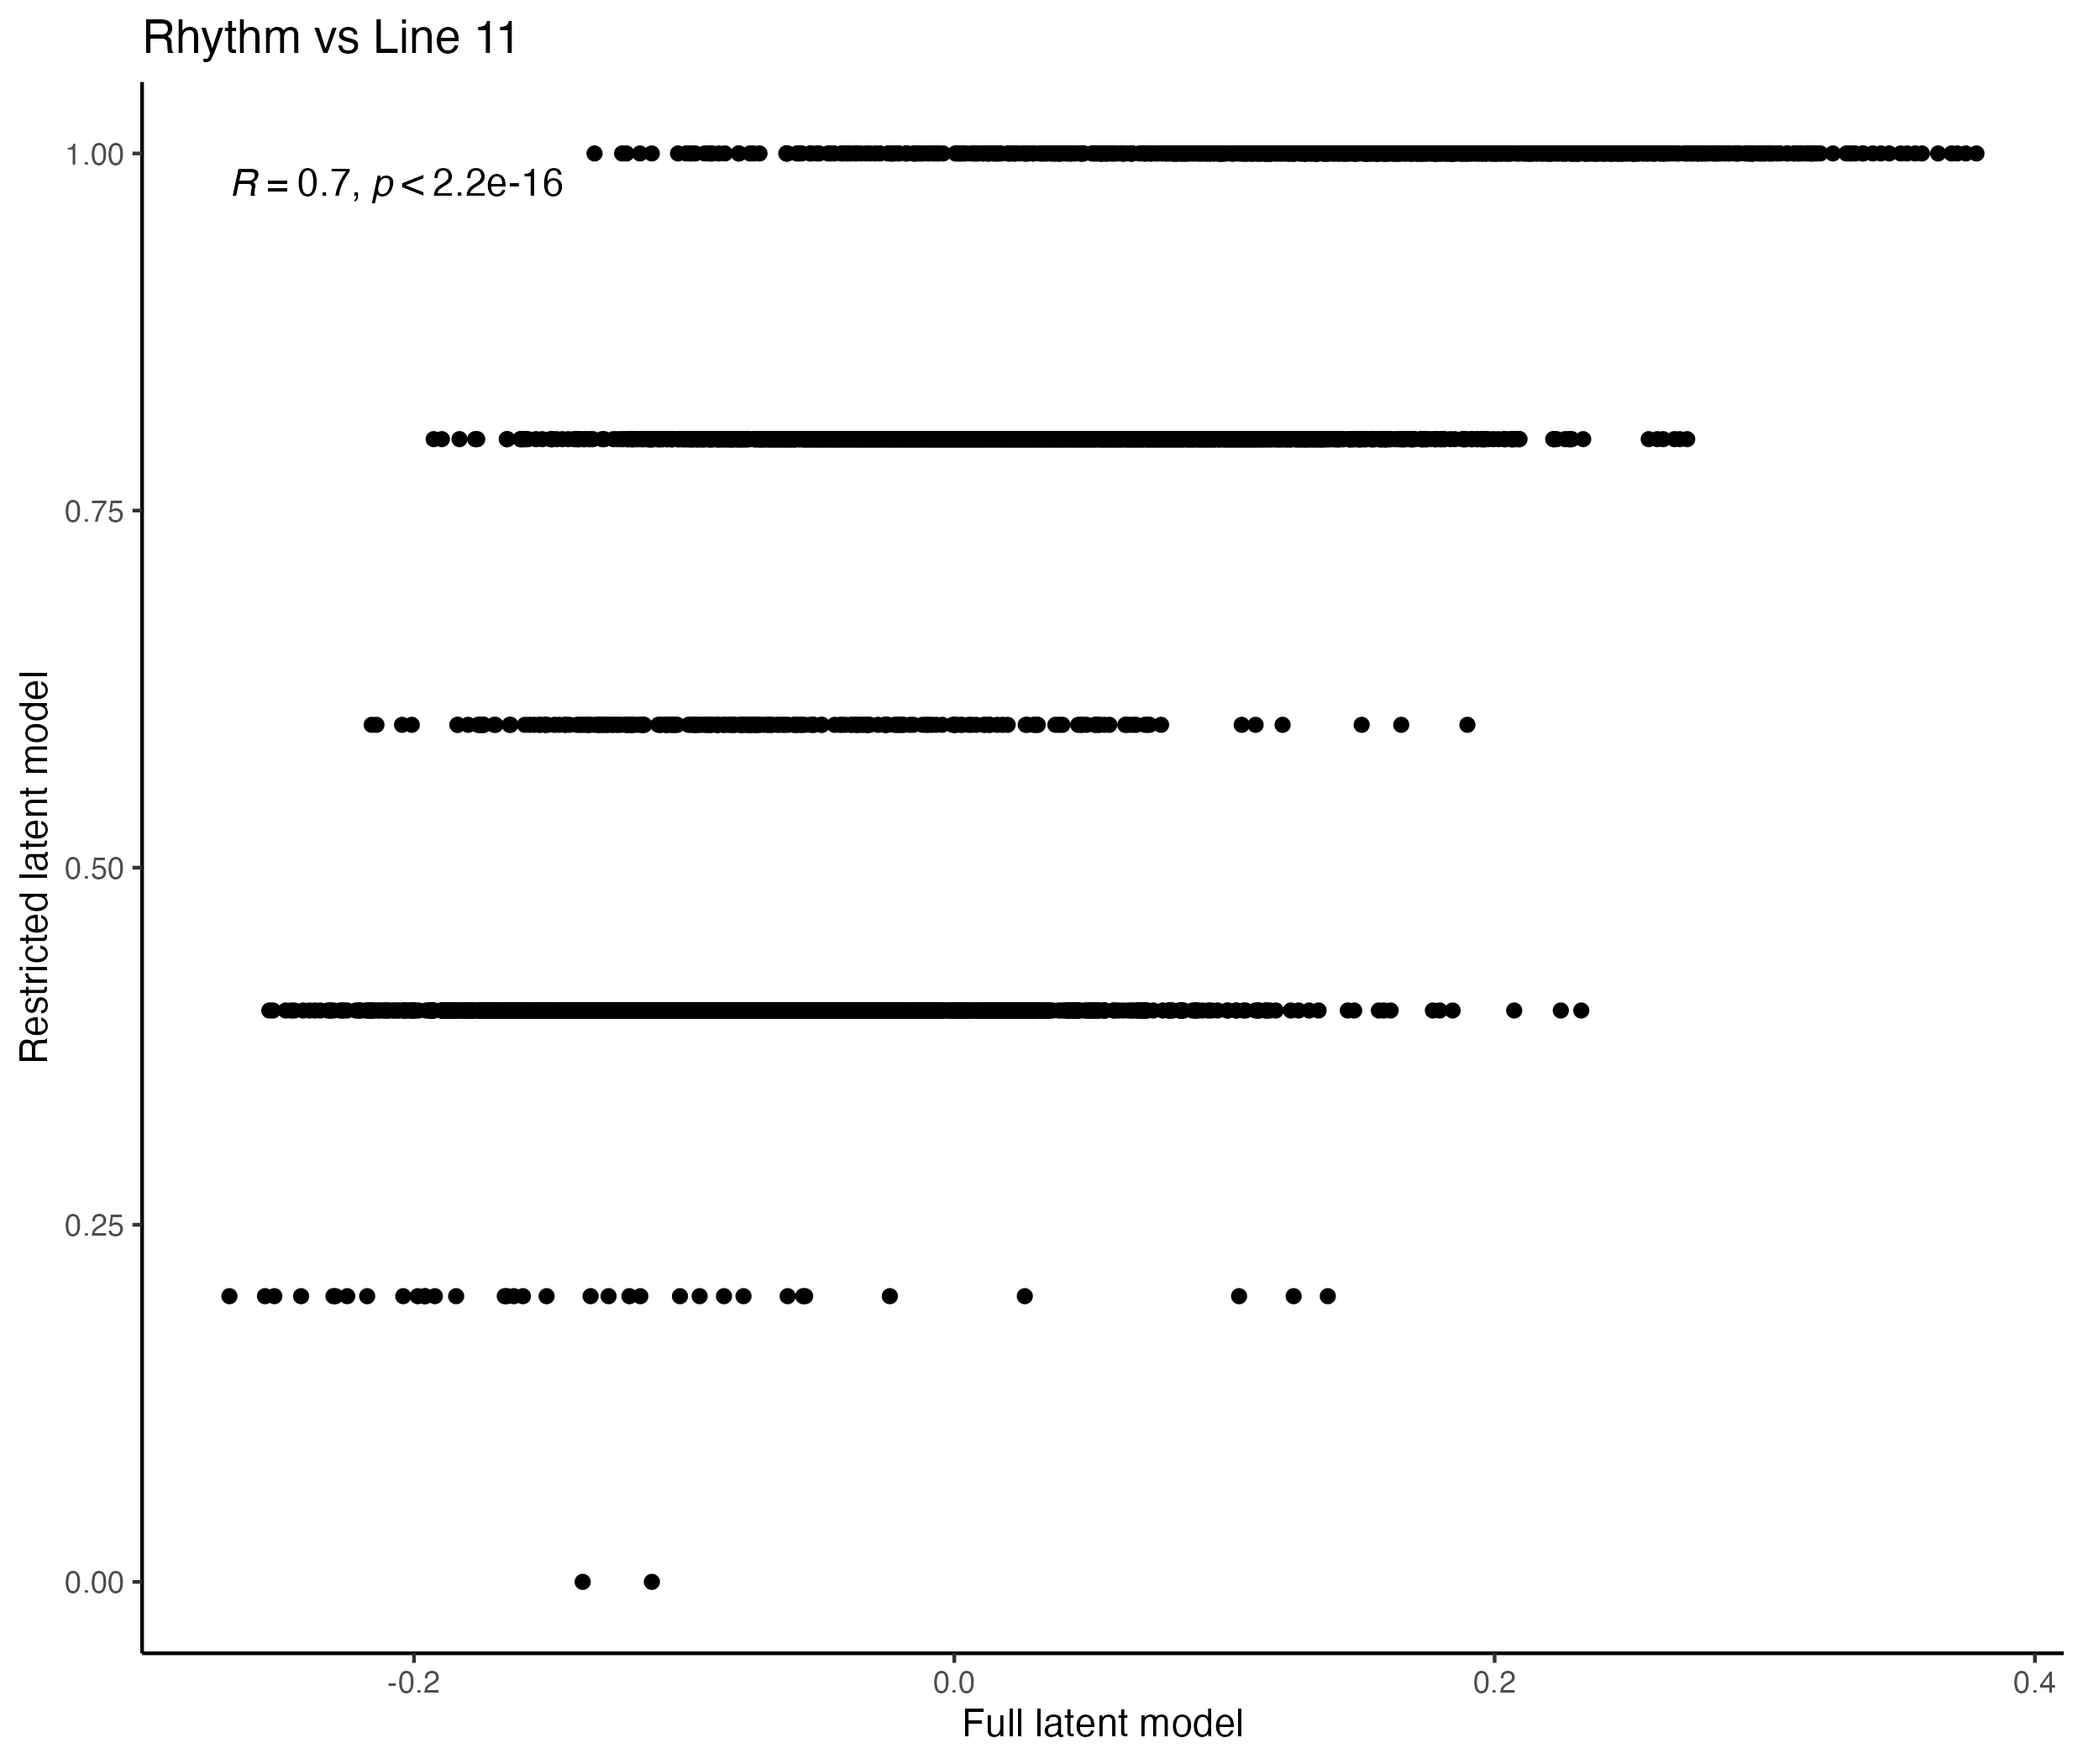 Rhythm vs Line 11
R = 0.7, p < 2.2e-16
Restricted latent model
1.00
0.75
0.50
0.25
0.00
-0.2
0.0
0.2
0.4
Full latent model